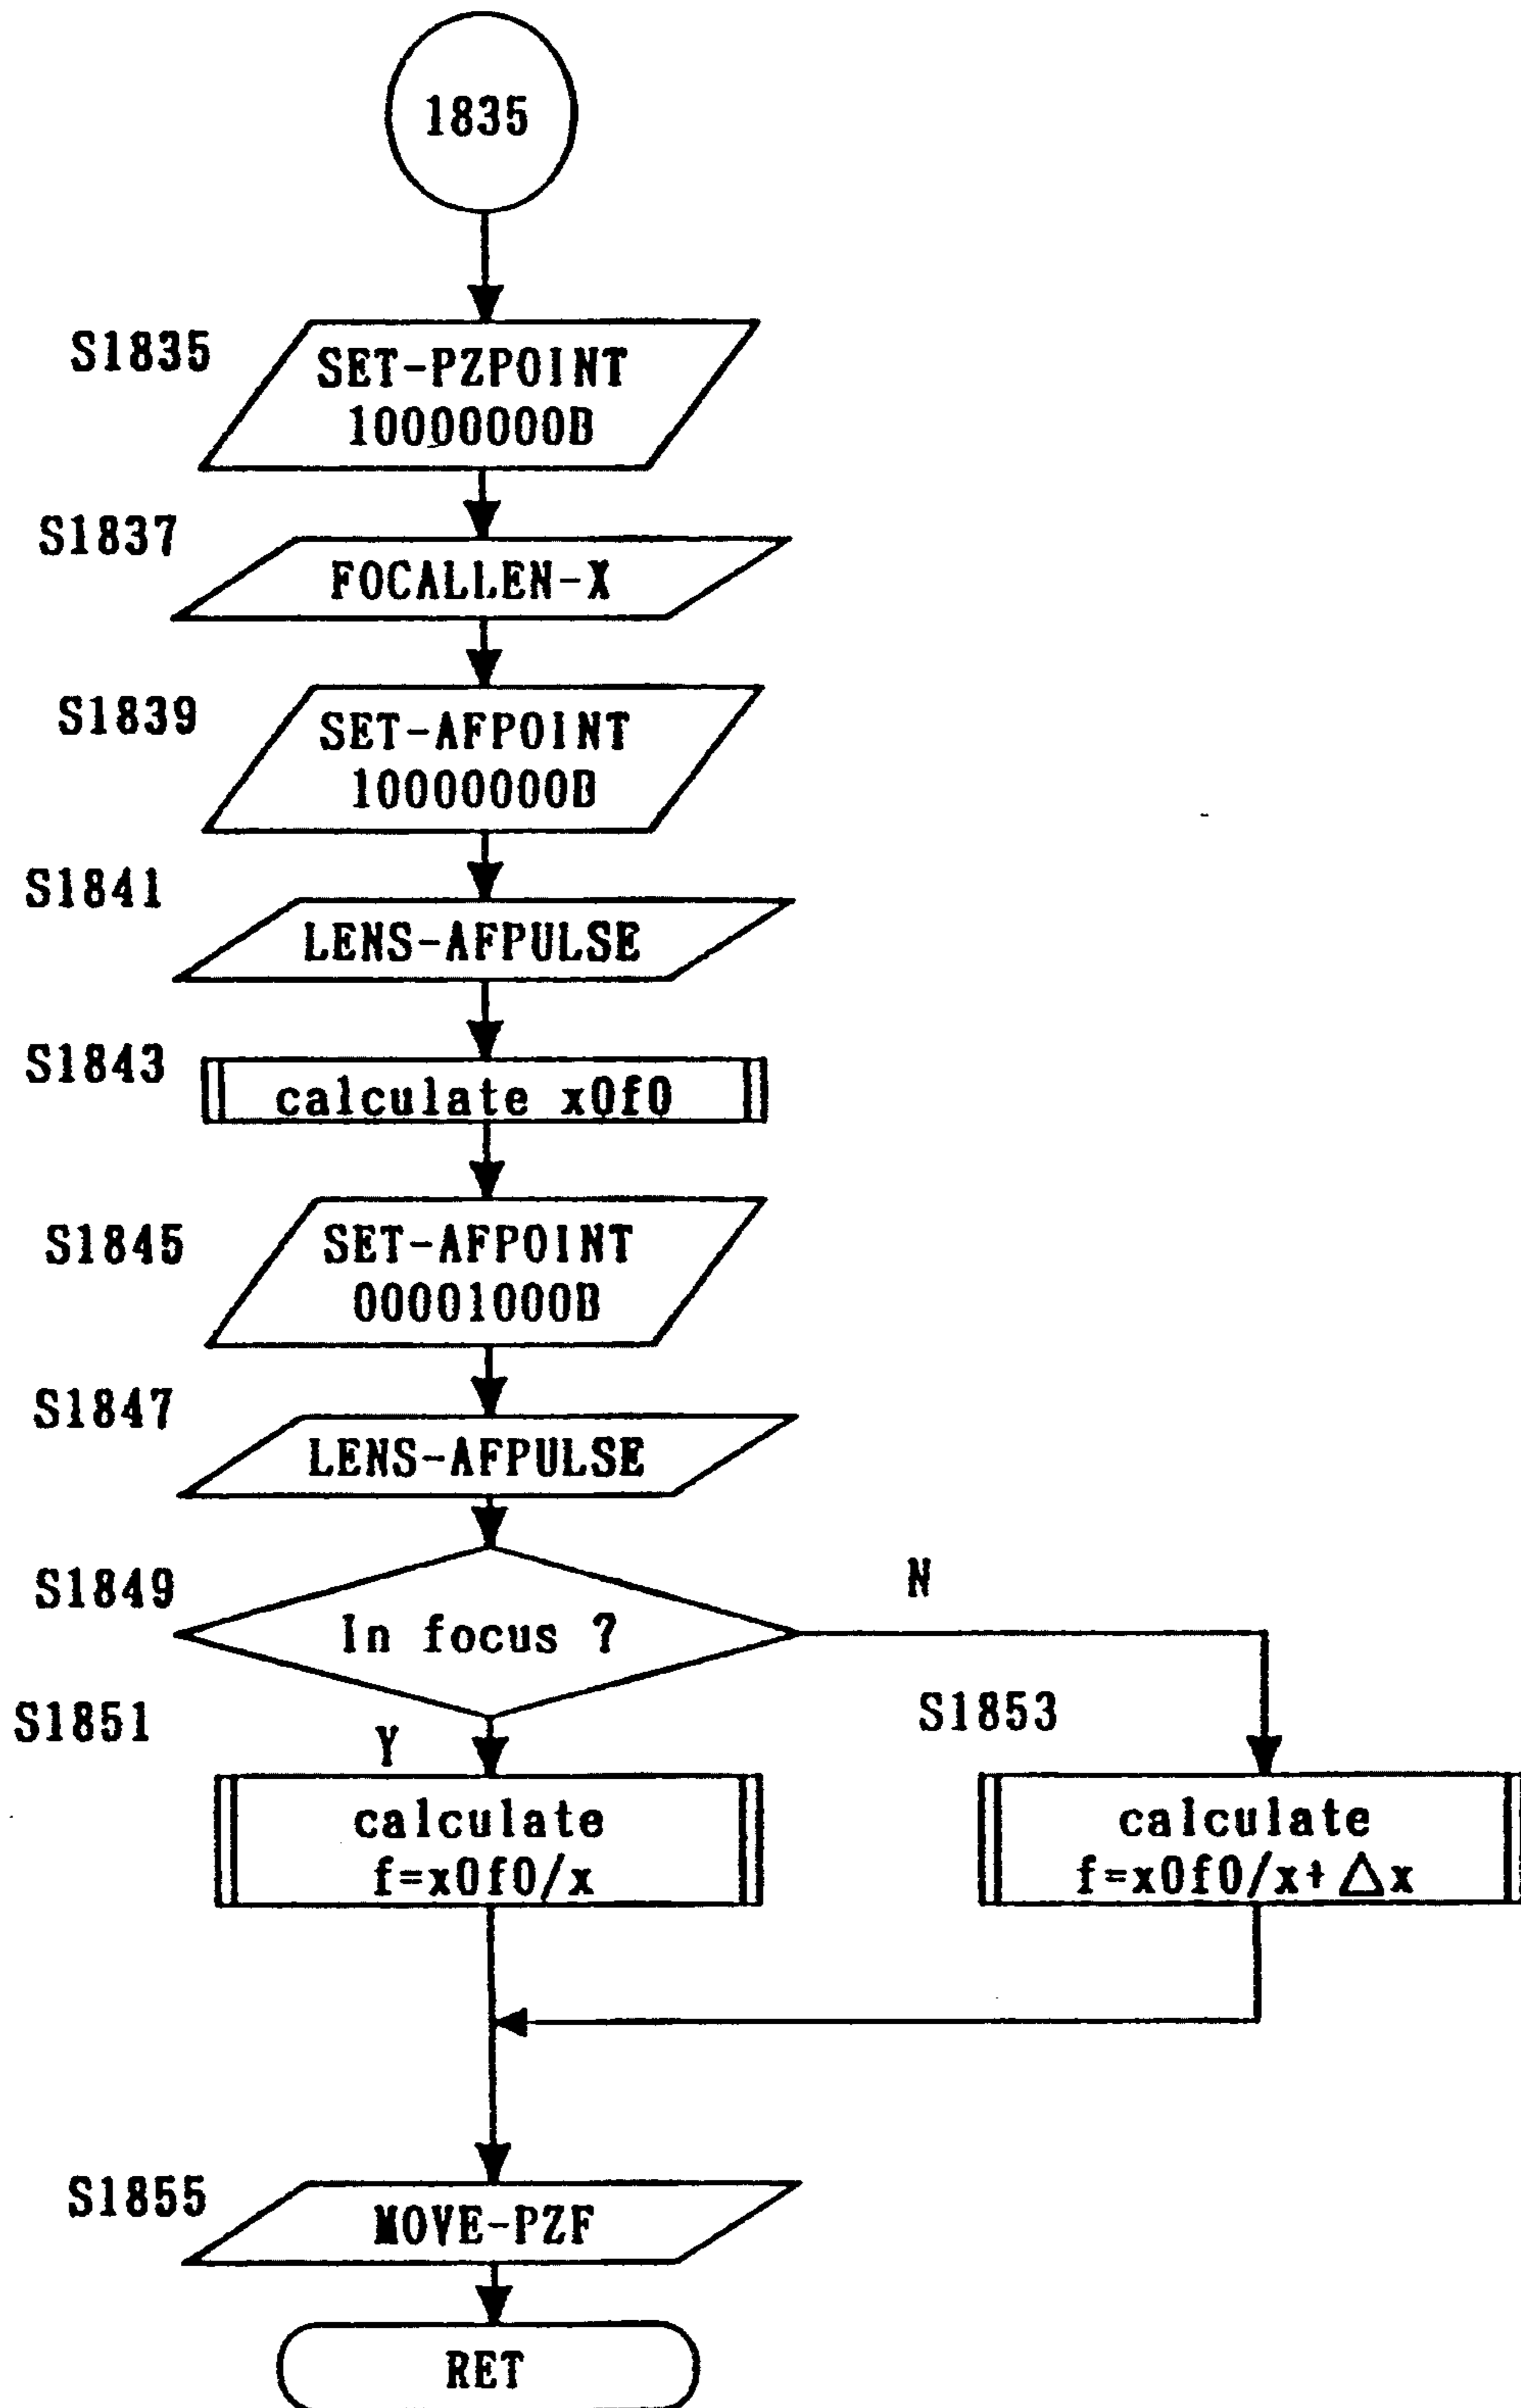 1835
S1835
SET-PZPOINT
10000000B
S1837
FOCALLEN-X
S1839
SET-AFPOINT
10000000B
S1841
LENS-AFPULSE
S1843
calculate x0f0
S1845
SET-AFPOINT
00001000B
S1847
LENS-AFPULSE
S1849
In focus ?
N
S1851
Y
calculate
f=x0f0/x
S1853
calculate
f=x0f0/x+△x
S1855
MOVE-PZF
RET